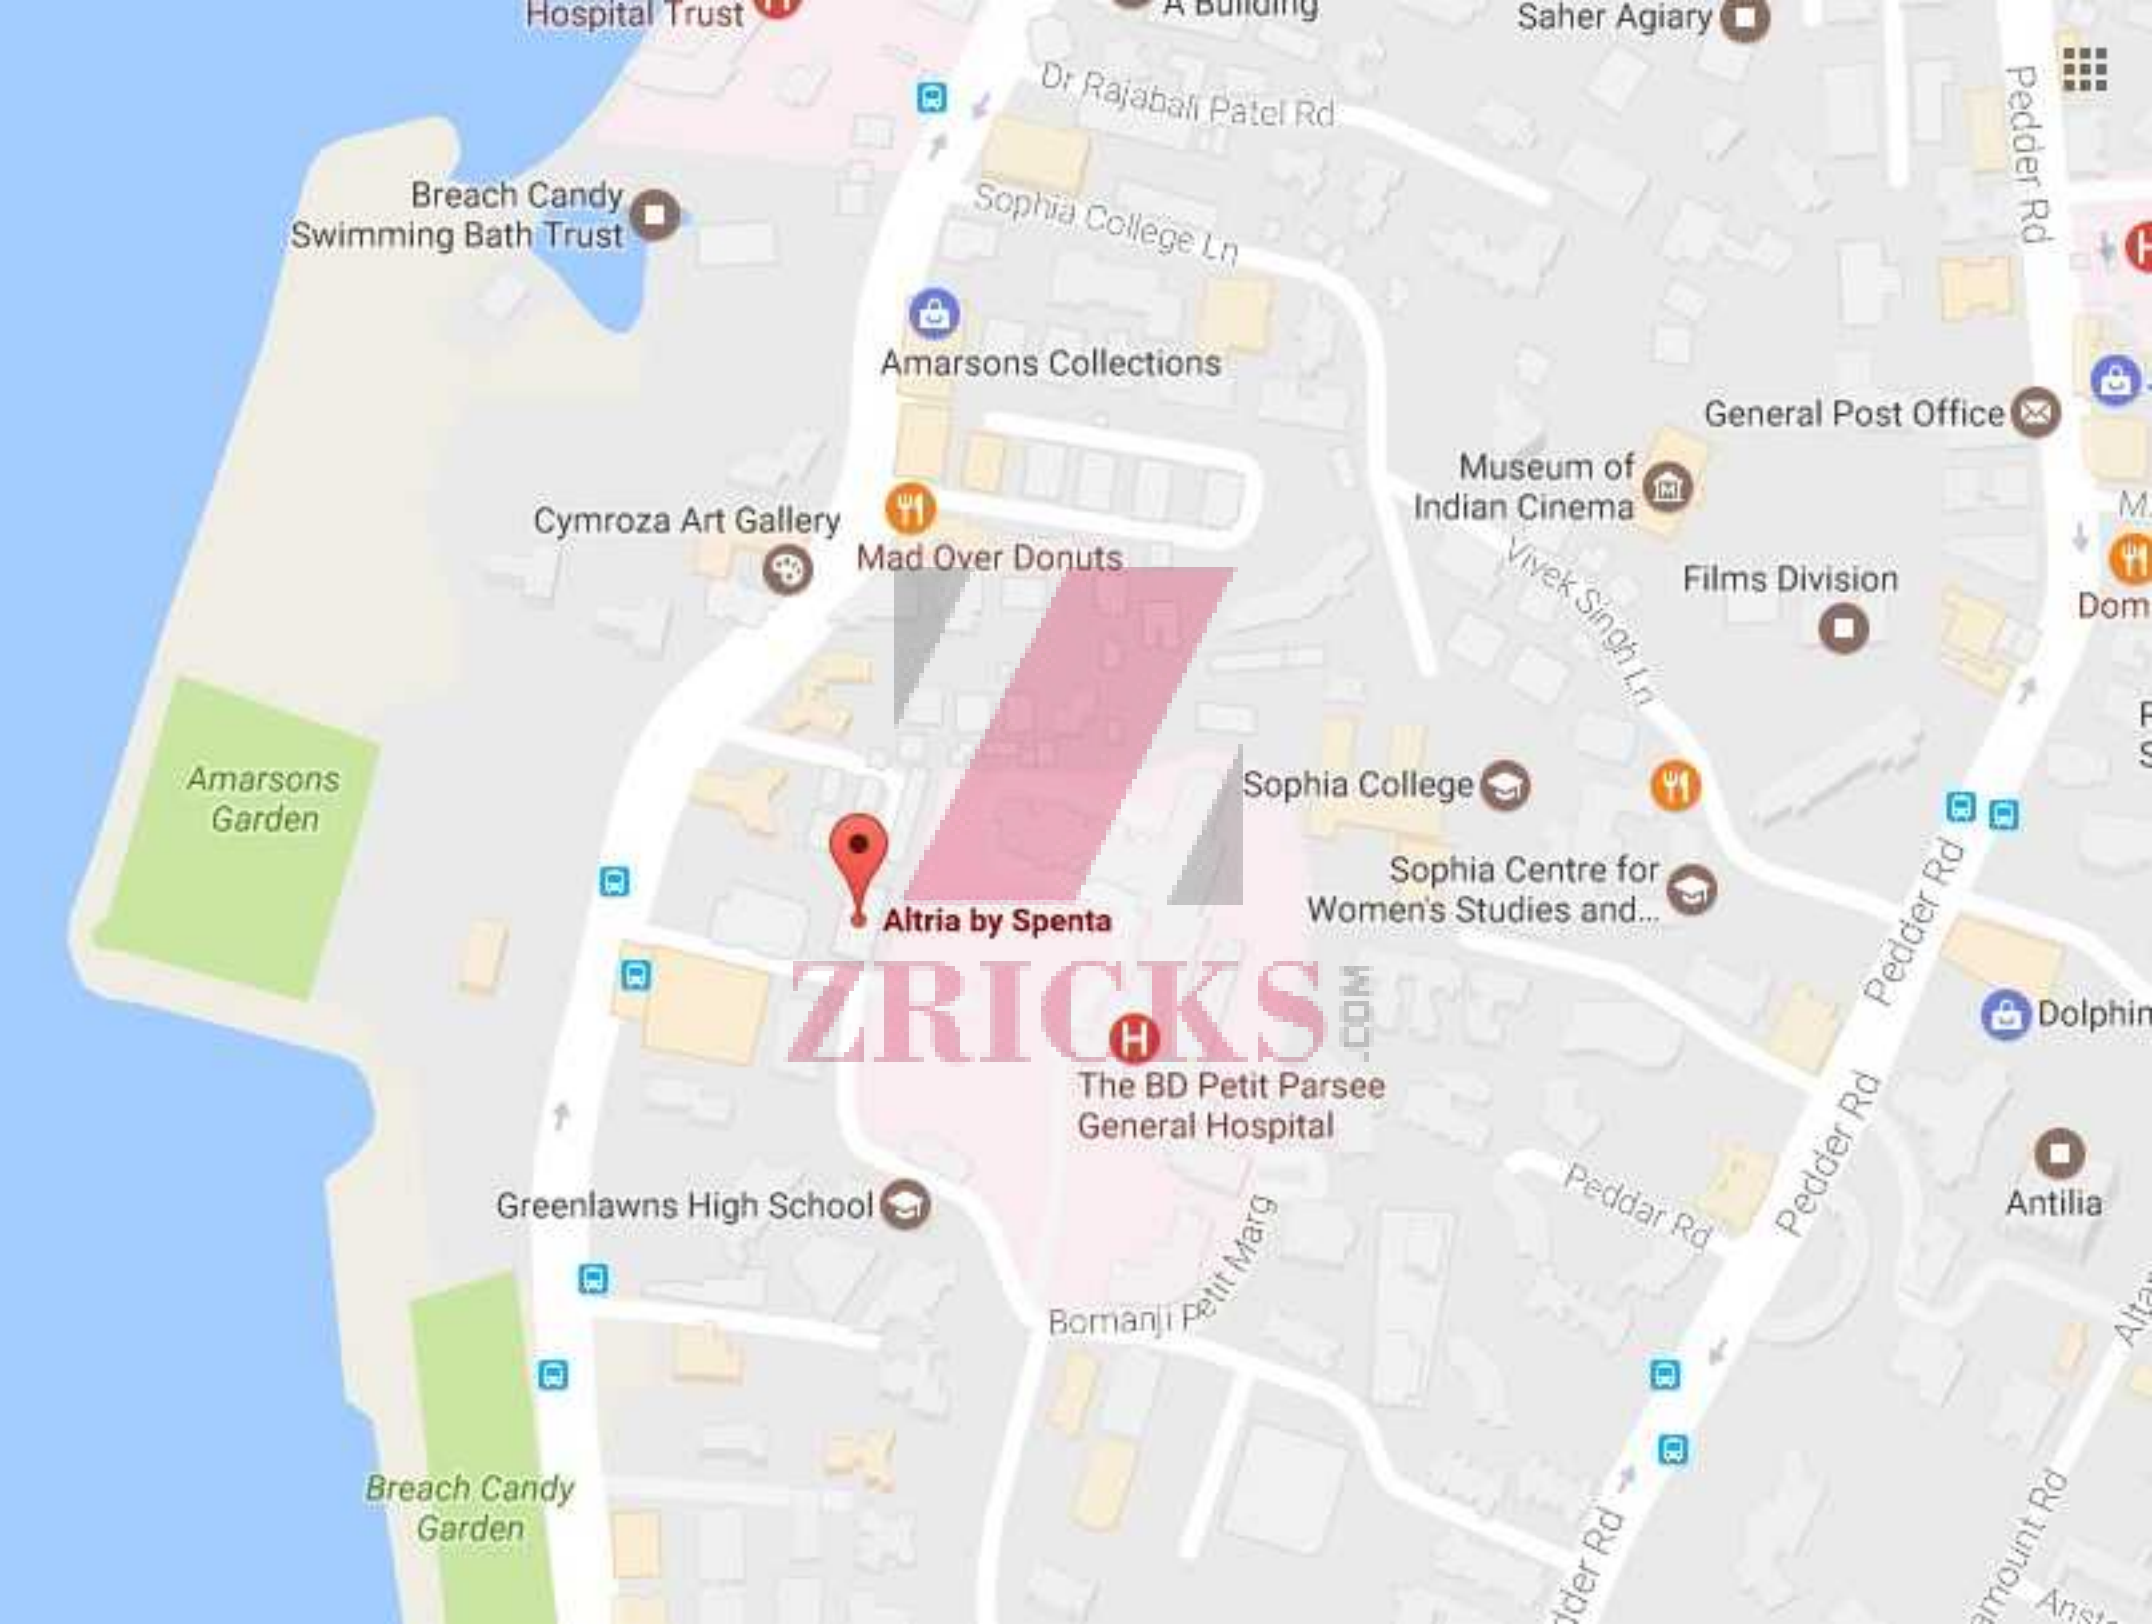 Hospital Trust
A Building
Saher Agiary
Dr Rajabali Patel Rd
Pedder Rd
Breach Candy
Swimming Bath Trust
Sophia College Ln
Amarsons Collections
General Post Office
Museum of
Indian Cinema
Cymroza Art Gallery
Mad Over Donuts
Vivek Singh Ln
Films Division
Dom
Amarsons
Garden
Sophia College
Sophia Centre for
Women's Studies and...
Pedder Rd
Altria by Spenta
ZRICKS
.COM
H
The BD Petit Parsee
General Hospital
Dolphin
Pedder Rd
Peddar Rd
Antilia
Greenlawns High School
Bomanji Petit Marg
Breach Candy
Garden